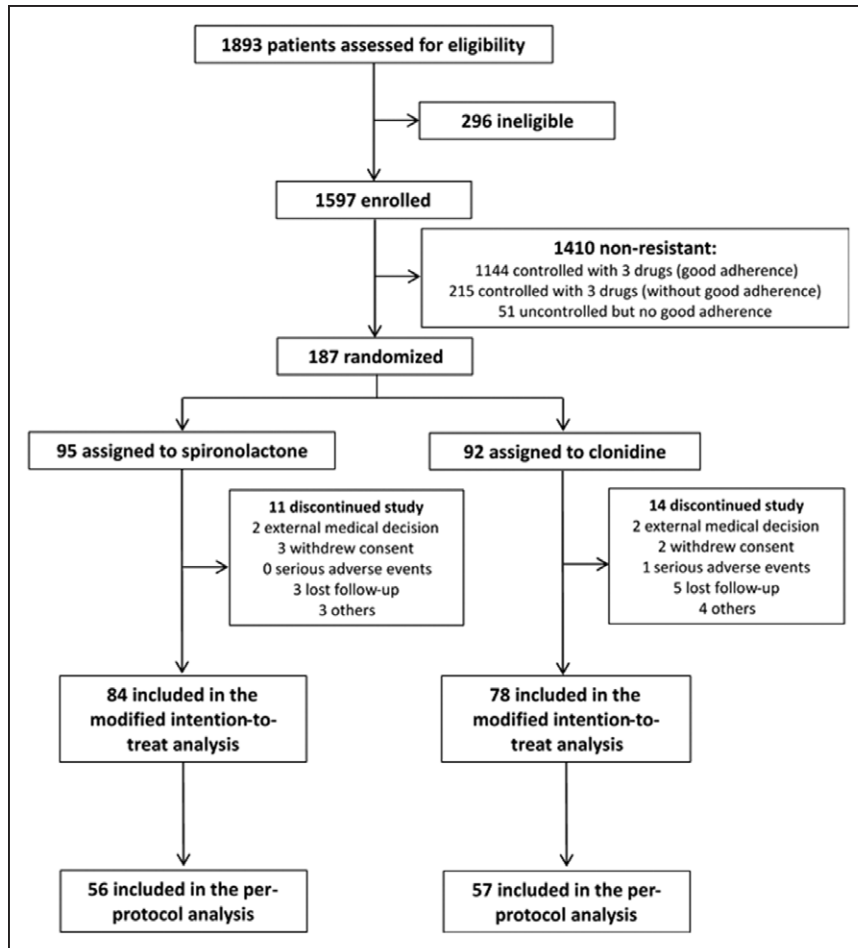 1893 patients assessed for eligibility
296 ineligible
1597 enrolled
1410 non-resistant:
1144 controlled with 3 drugs (good adherence)
215 controlled with 3 drugs (without good adherence)
51 uncontrolled but no good adherence
187 randomized
95 assigned to spironolactone
92 assigned to clonidine
11 discontinued study
2 external medical decision
3 withdrew consent
0 serious adverse events
3 lost follow-up
3 others
14 discontinued study
2 external medical decision
2 withdrew consent
1 serious adverse events
5 lost follow-up
4 others
84 included in the
modified intention-to-
treat analysis
78 included in the
modified intention-to-
treat analysis
56 included in the per-
protocol analysis
57 included in the per-
protocol analysis